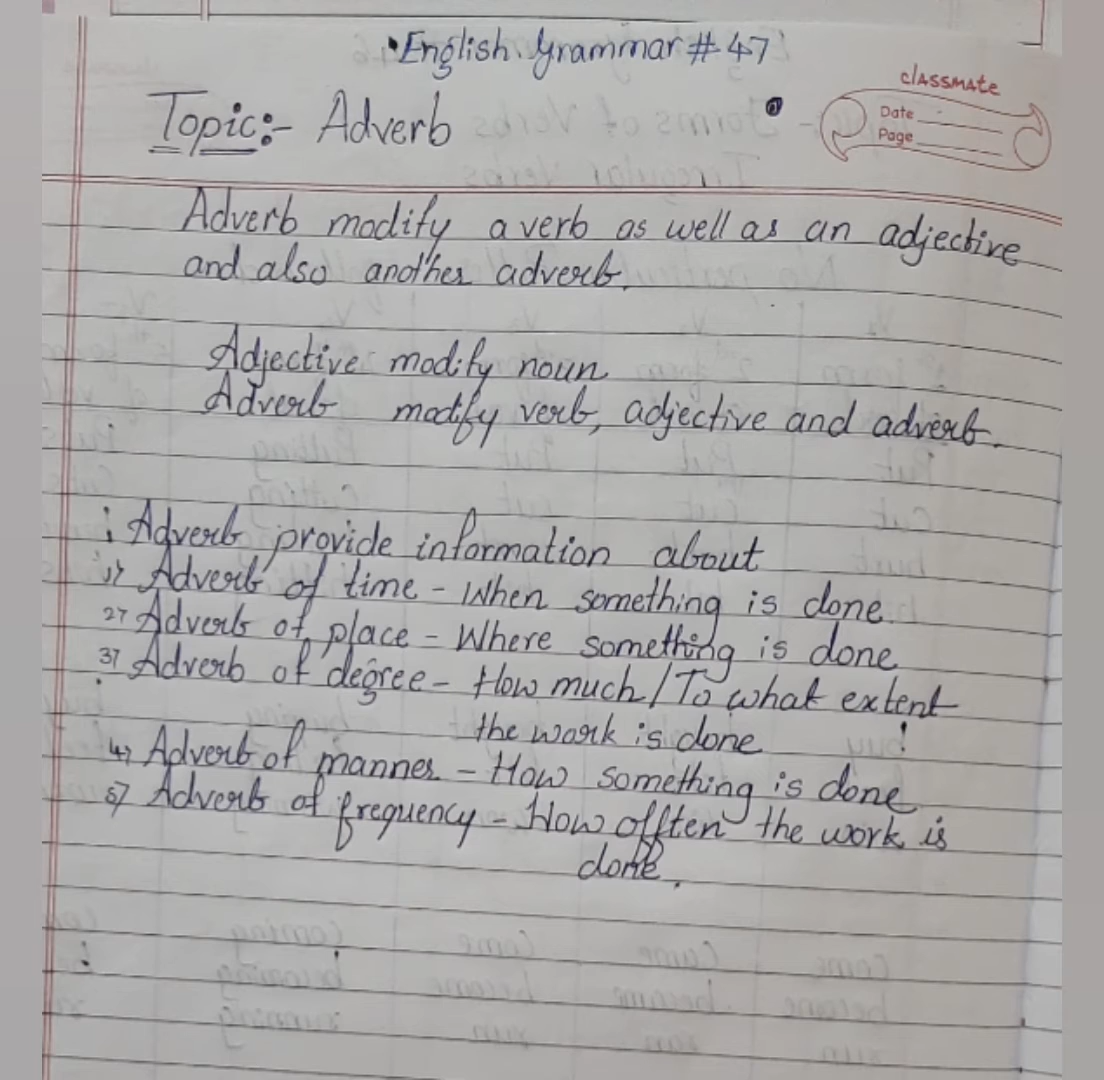 •English Grammar # 47
classmate
Date
Page
Topic:- Adverb
Adverb modify a verb as well as an adjective
and also another adverb.
Adjective modify noun
Adverb modify verb, adjective and adverb.
Adverb provide information about
1) Adverb of time - When something is done
2) Adverb of place - Where something is done
3) Adverb of degree - How much/To what extent
the work is done
4) Adverb of manner - How something is done
5) Adverb of frequency - How offten the work is
done.